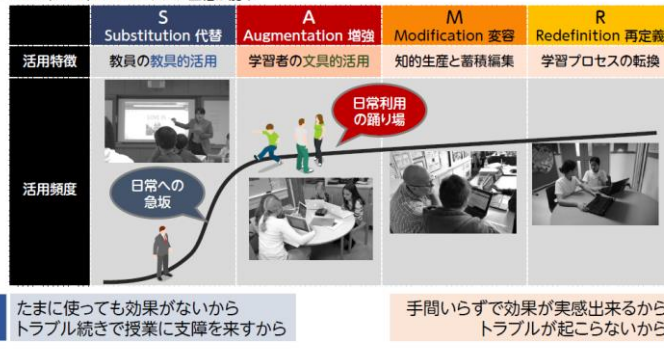 S
Substitution 代替
A
Augmentation 増強
M
Modification 変容
R
Redefinition 再定義
活用特徴
教員の教具的活用
学習者の文具的活用
知的生産と蓄積編集
学習プロセスの転換
活用頻度
日常への
急坂
日常利用
の踊り場
たまに使っても効果がないから
トラブル続きで授業に支障を来すから
手間いらずで効果が実感出来るから
トラブルが起こらないから